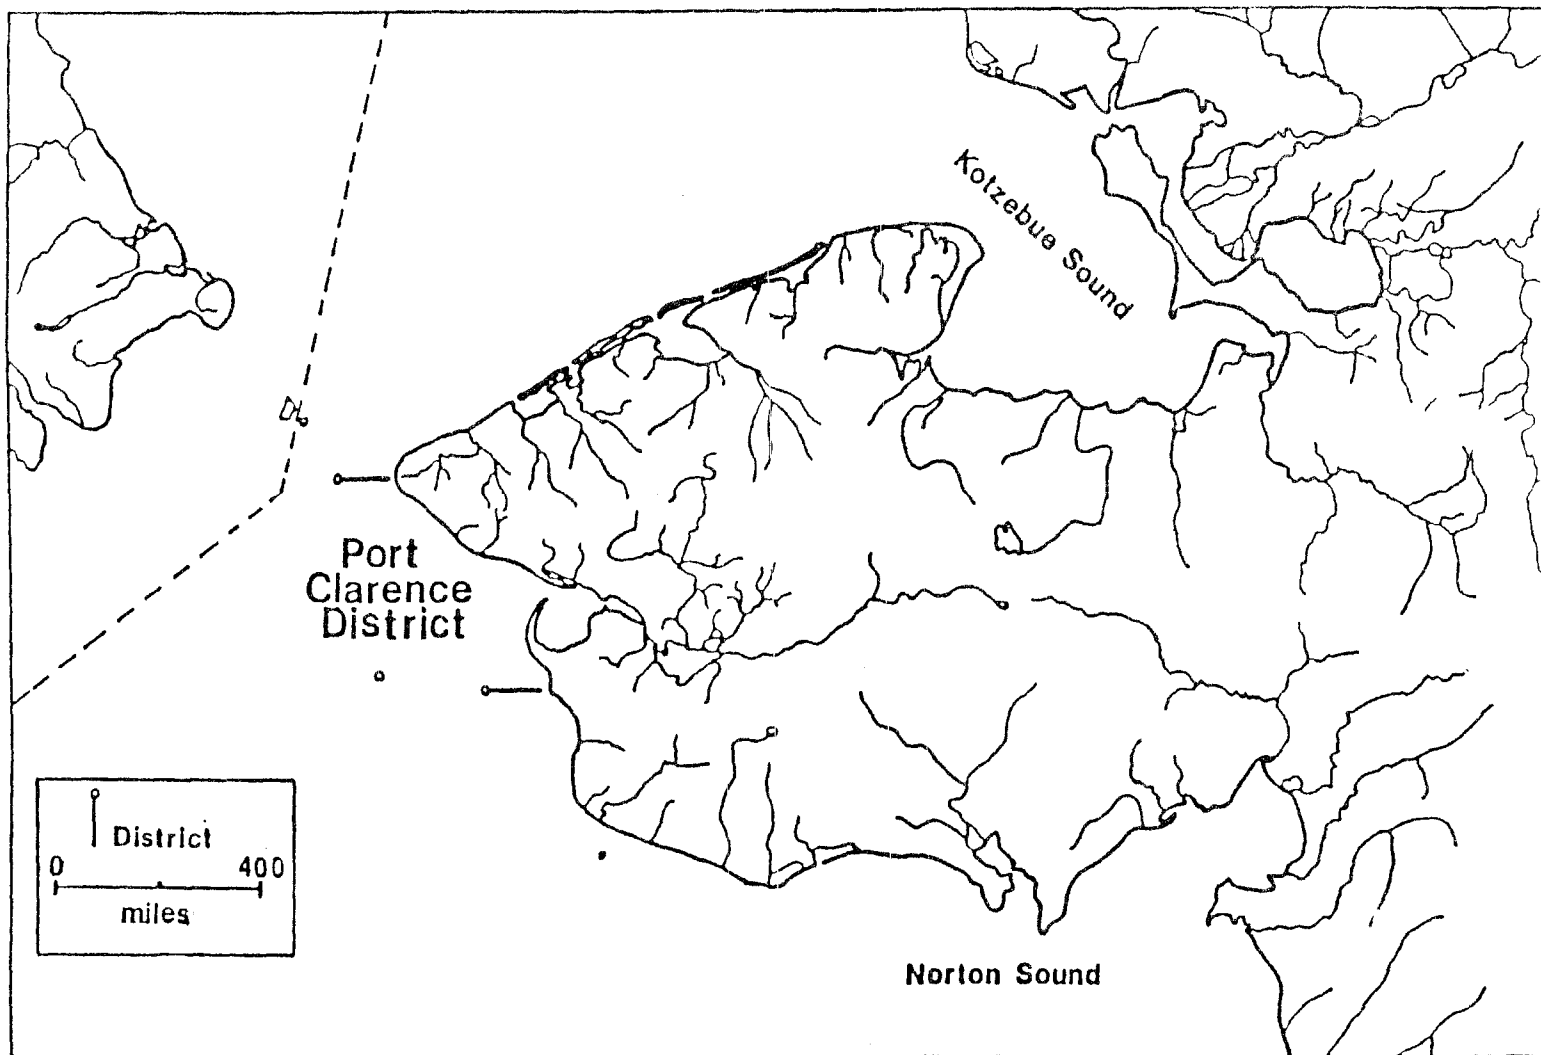 Kotzebue Sound
Port
Clarence
District
District
0 400
miles
Norton Sound